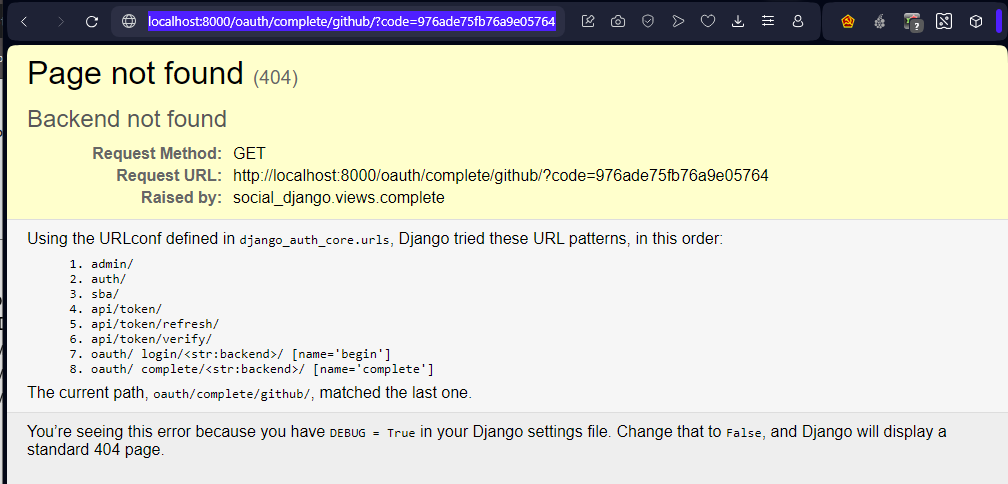 localhost:8000/oauth/complete/github/?code=976ade75fb76a9e05764
Page not found (404)
Backend not found
Request Method: GET
Request URL: http://localhost:8000/oauth/complete/github/?code=976ade75fb76a9e05764
Raised by: social_django.views.complete
Using the URLconf defined in django_auth_core.urls, Django tried these URL patterns, in this order:
1. admin/
2. auth/
3. sba/
4. api/token/
5. api/token/refresh/
6. api/token/verify/
7. oauth/ login/<str:backend>/ [name='begin']
8. oauth/ complete/<str:backend>/ [name='complete']
The current path, oauth/complete/github/, matched the last one.
You’re seeing this error because you have DEBUG = True in your Django settings file. Change that to False, and Django will display a
standard 404 page.